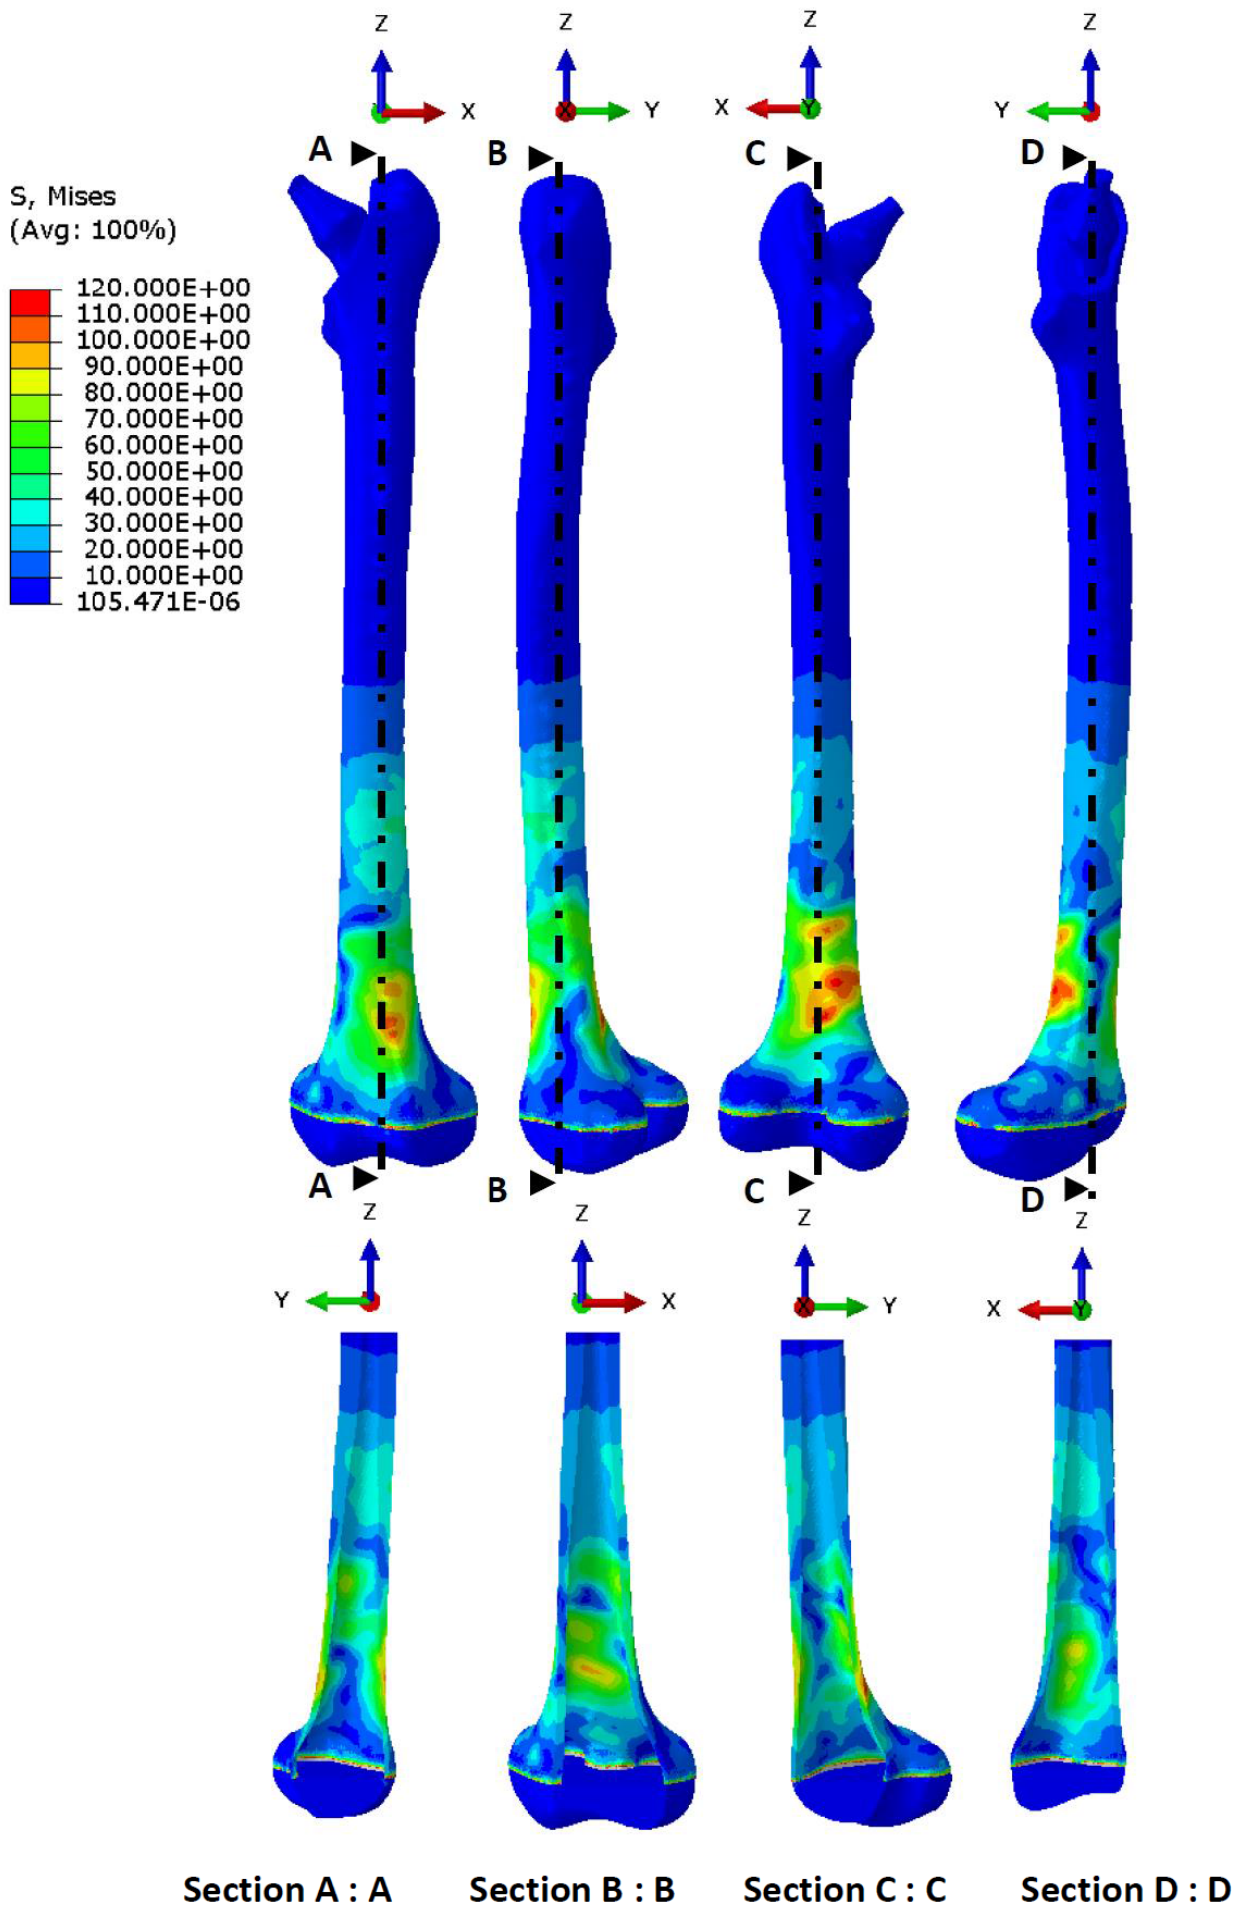 Z
Z
Z
Z
X
X
Y
X
Y
Y
A
B
C
D
S, Mises
(Avg: 100%)
120.000E+00
110.000E+00
100.000E+00
90.000E+00
80.000E+00
70.000E+00
60.000E+00
50.000E+00
40.000E+00
30.000E+00
20.000E+00
10.000E+00
105.471E-06
A
B
C
D
Z
Z
Z
Z
Y
X
X
Y
X
Y
Section A : A
Section B : B
Section C : C
Section D : D